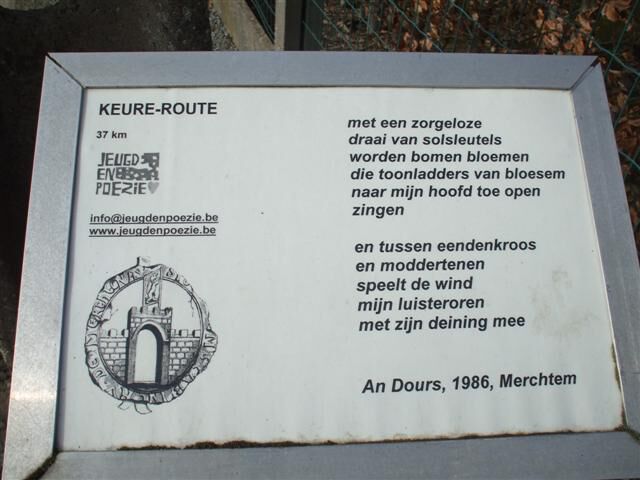 KEURE-ROUTE
37 km
JEUGD
EN
POEZIE
info@jeugdenpoezie.be
www.jeugdenpoezie.be
met een zorgeloze
draai van solsleutels
worden bomen bloemen
die toonladders van bloesem
naar mijn hoofd toe open
zingen
en tussen eendenkroos
en moddertenen
speelt de wind
mijn luisteroren
met zijn deining mee
An Dours, 1986, Merchtem